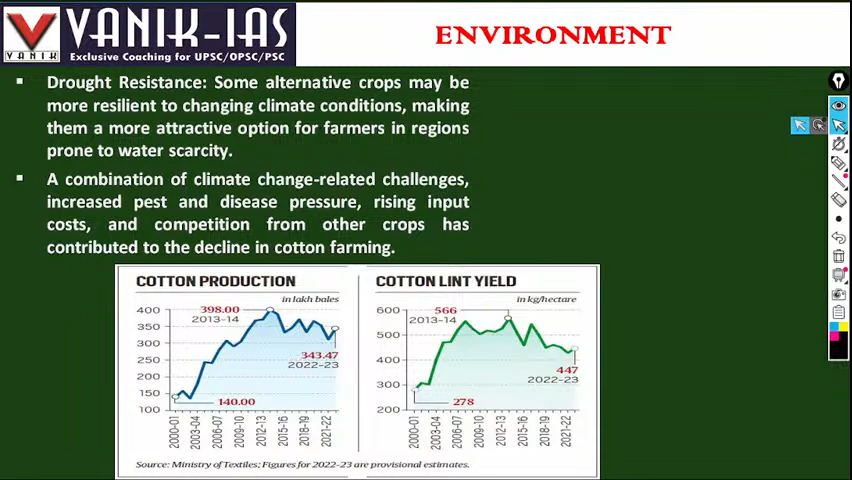 VANIK-IAS
VANIK
Exclusive Coaching for UPSC/OPSC/PSC
ENVIRONMENT
▪ Drought Resistance: Some alternative crops may be
more resilient to changing climate conditions, making
them a more attractive option for farmers in regions
prone to water scarcity.
▪ A combination of climate change-related challenges,
increased pest and disease pressure, rising input
costs, and competition from other crops has
contributed to the decline in cotton farming.
COTTON PRODUCTION
in lakh bales
400
350
300
250
200
150
100
398.00
2013-14
343.47
2022-23
140.00
2000-01
2003-04
2006-07
2009-10
2012-13
2015-16
2018-19
2021-22
COTTON LINT YIELD
in kg/hectare
600
500
400
300
200
566
2013-14
447
2022-23
278
2000-01
2003-04
2006-07
2009-10
2012-13
2015-16
2018-19
2021-22
Source: Ministry of Textiles; Figures for 2022-23 are provisional estimates.